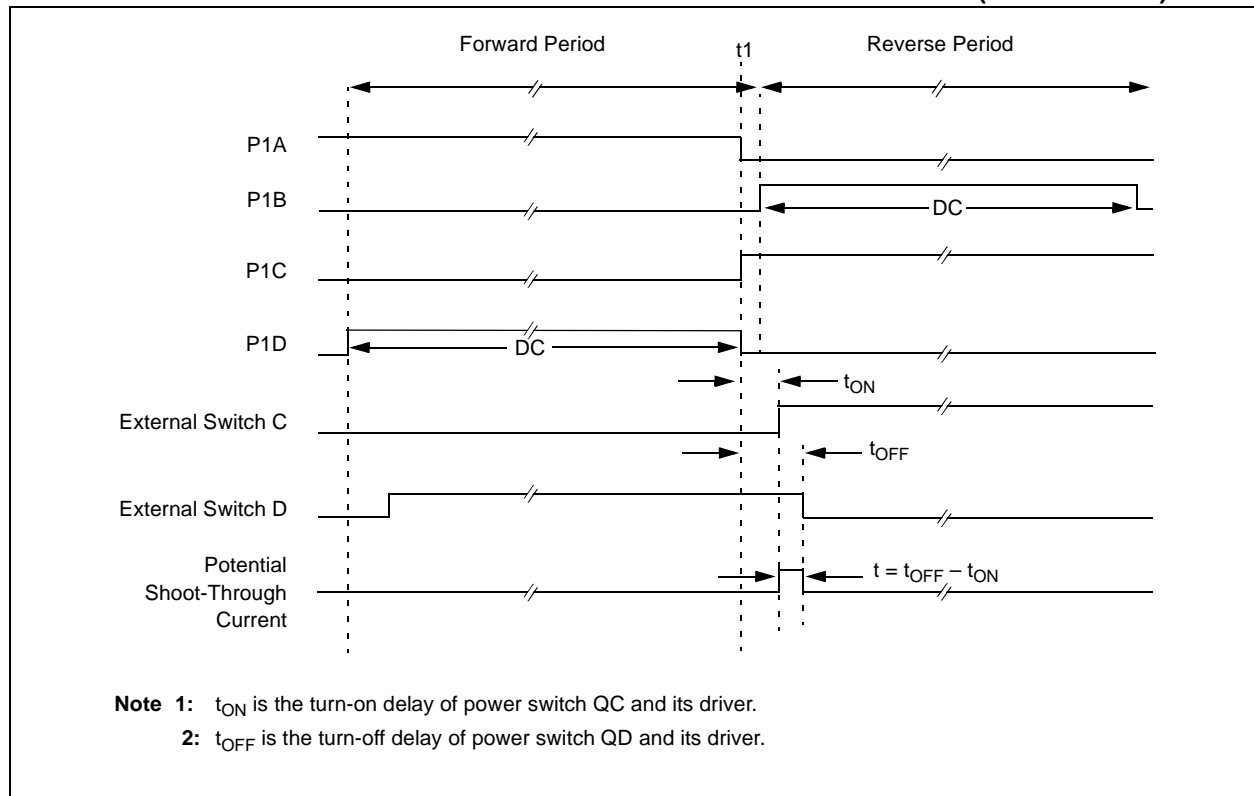 Forward Period
t1
Reverse Period
P1A
P1B
DC
P1C
P1D
DC
tON
External Switch C
tOFF
External Switch D
Potential
Shoot-Through
Current
t = tOFF – tON
Note 1: tON is the turn-on delay of power switch QC and its driver.
2: tOFF is the turn-off delay of power switch QD and its driver.